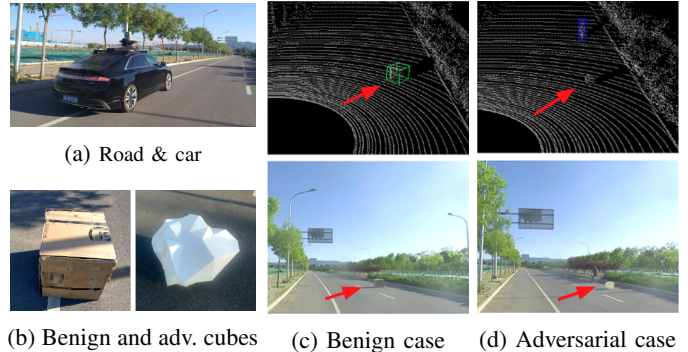 (a) Road & car
(b) Benign and adv. cubes
(c) Benign case
(d) Adversarial case